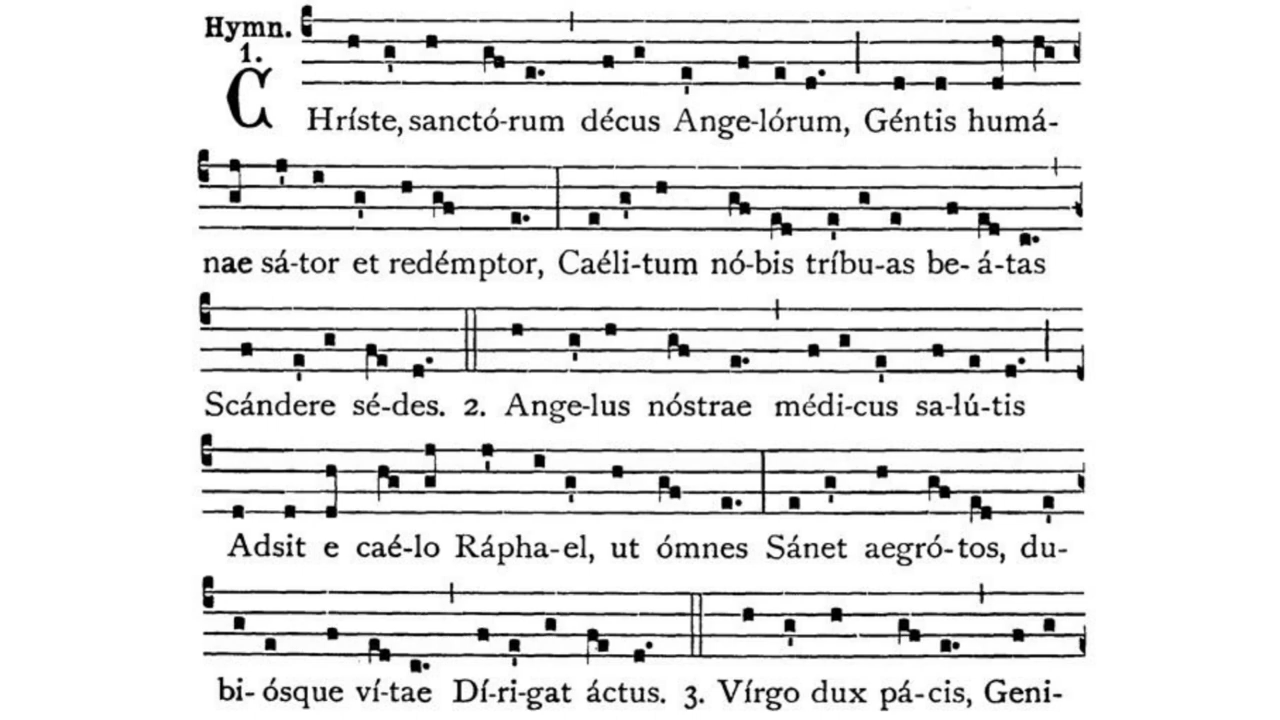 Hymn.
1.
CHríste, sanctó-rum décus Ange-lórum, Géntis humá-
nae sá-tor et redémptor, Caéli-tum nó-bis tríbu-as be- á-tas
Scándere sé-des. 2. Ange-lus nóstrae médi-cus sa-lú-tis
Adsit e caé-lo Rápha-el, ut ómnes Sánet aegró-tos, du-
bi- ósque ví-tae Dí-ri-gat áctus. 3. Vírgo dux pá-cis, Geni-